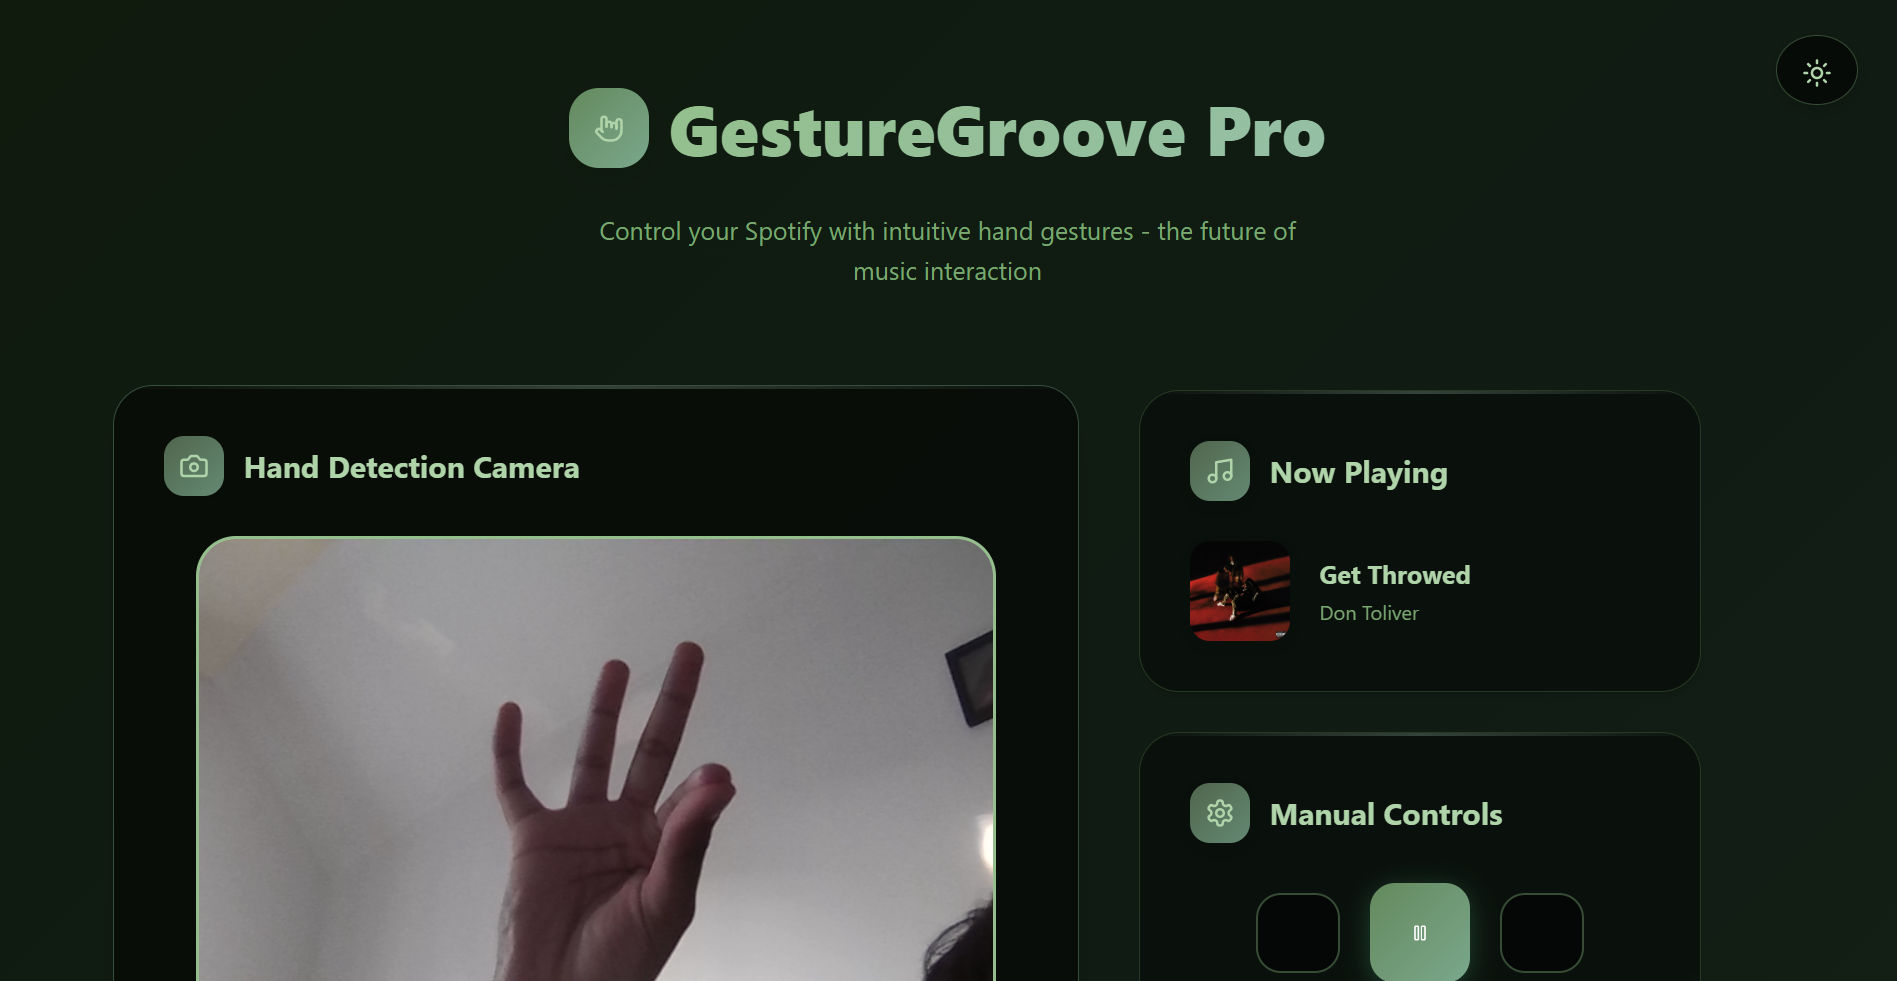 GestureGroove Pro
Control your Spotify with intuitive hand gestures - the future of
music interaction
Hand Detection Camera
Now Playing
Get Throwed
Don Toliver
Manual Controls